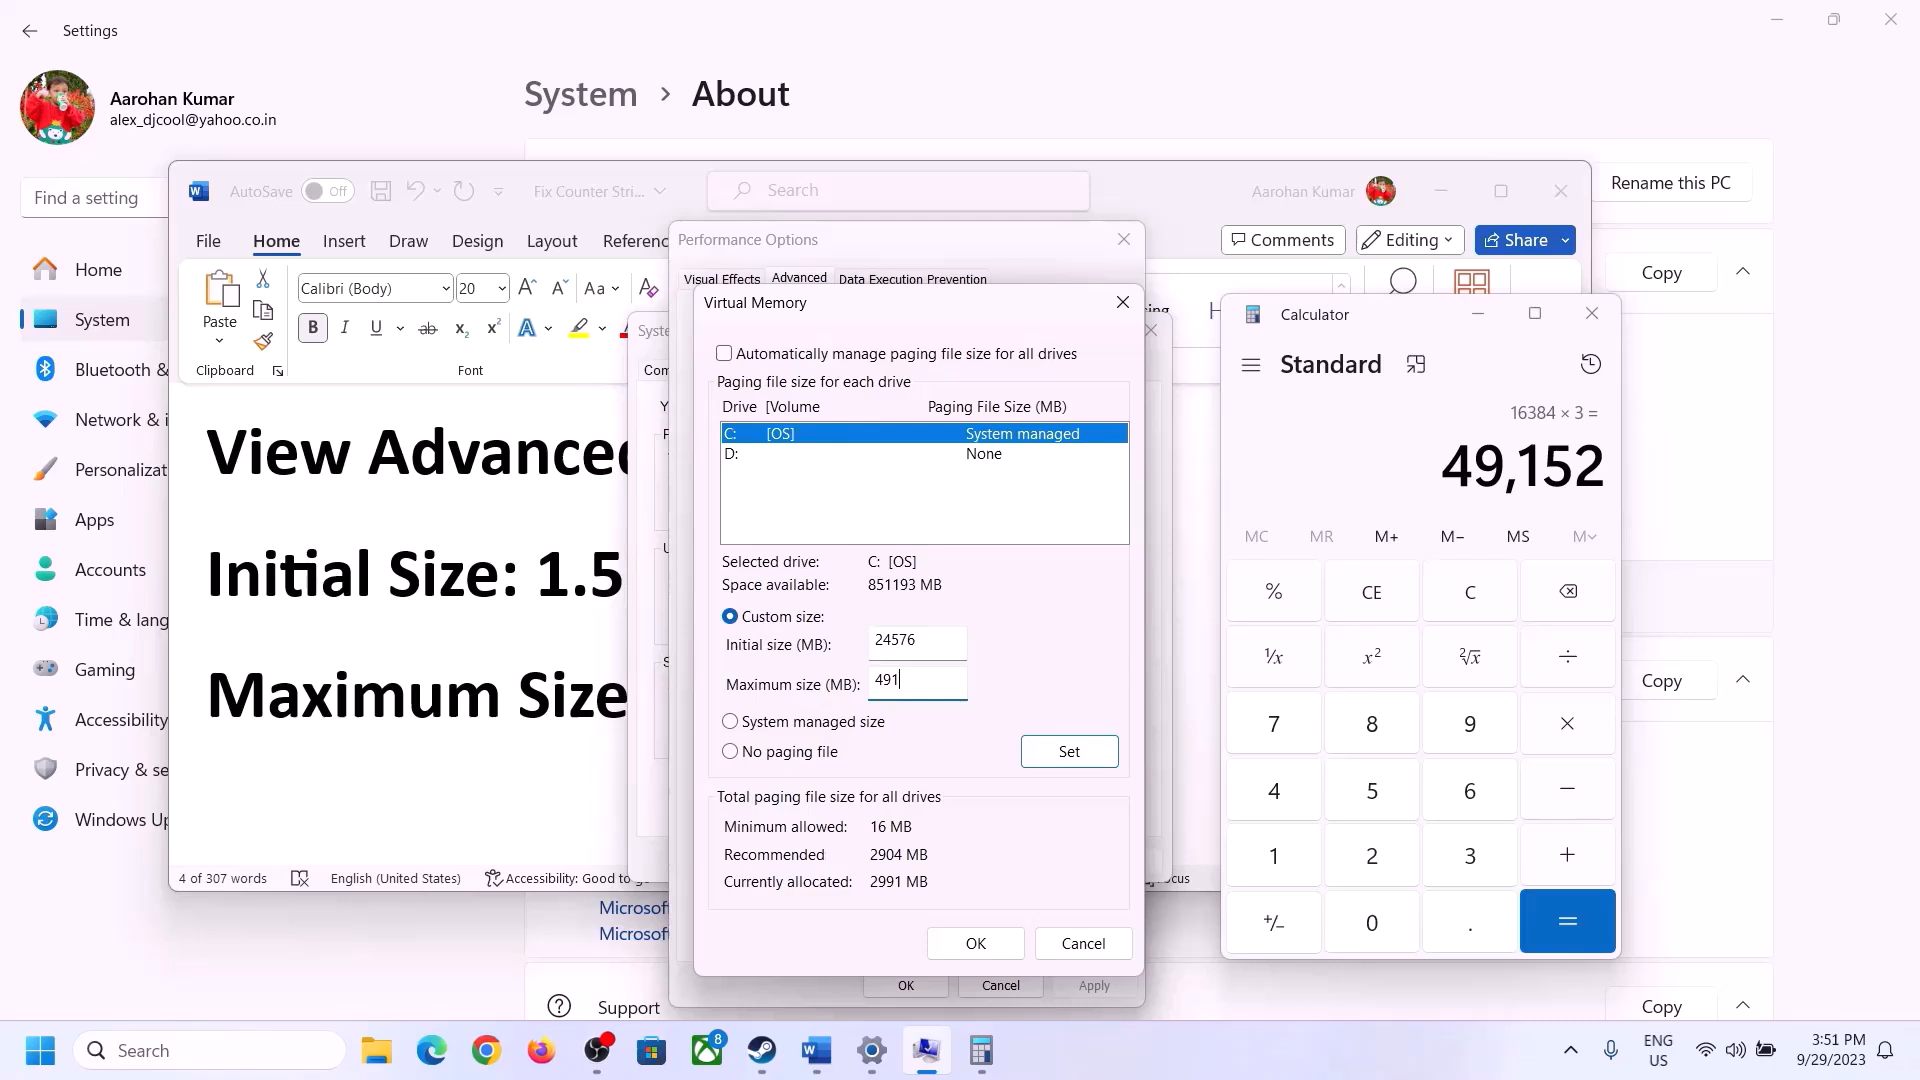 Settings
Aarohan Kumar
alex_djcool@yahoo.co.in
Find a setting
Home
System
Bluetooth &
Network & i
Personalizat
Apps
Accounts
Time & lang
Gaming
Accessibility
Privacy & se
Windows Up
System > About
Rename this PC
Copy
Copy
Copy
Support
AutoSave Off
Fix Counter Stri...
Search
Aarohan Kumar
File Home Insert Draw Design Layout Referenc
Comments Editing Share
Paste
Calibri (Body) 20
Clipboard Font
View Advanced
Initial Size: 1.5
Maximum Size
4 of 307 words English (United States) Accessibility: Good to g
Microsof
Microsof
Performance Options
Visual Effects Advanced Data Execution Prevention
Virtual Memory
Automatically manage paging file size for all drives
Paging file size for each drive
Drive [Volume Paging File Size (MB)
C: [OS] System managed
D: None
Selected drive: C: [OS]
Space available: 851193 MB
Custom size:
Initial size (MB): 24576
Maximum size (MB): 491
System managed size
No paging file Set
Total paging file size for all drives
Minimum allowed: 16 MB
Recommended 2904 MB
Currently allocated: 2991 MB
OK Cancel
OK Cancel Apply
Calculator
Standard
16384 × 3 =
49,152
MC MR M+ M− MS M
% CE C
¹/x x² ²√x ÷
7 8 9 ×
4 5 6 −
1 2 3 +
+/− 0 . =
Search
8
ENG
US
3:51 PM
9/29/2023